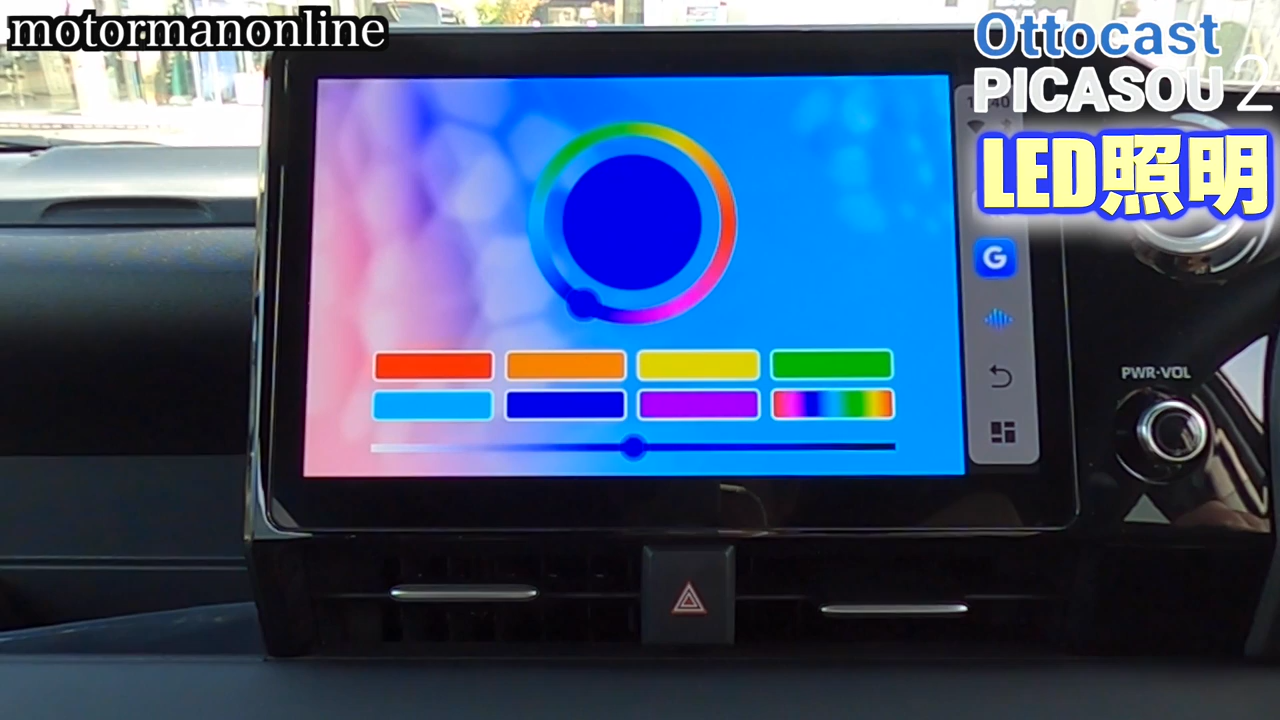 motormanonline
Ottocast
PICASOU 2
LED照明
G
PWR·VOL